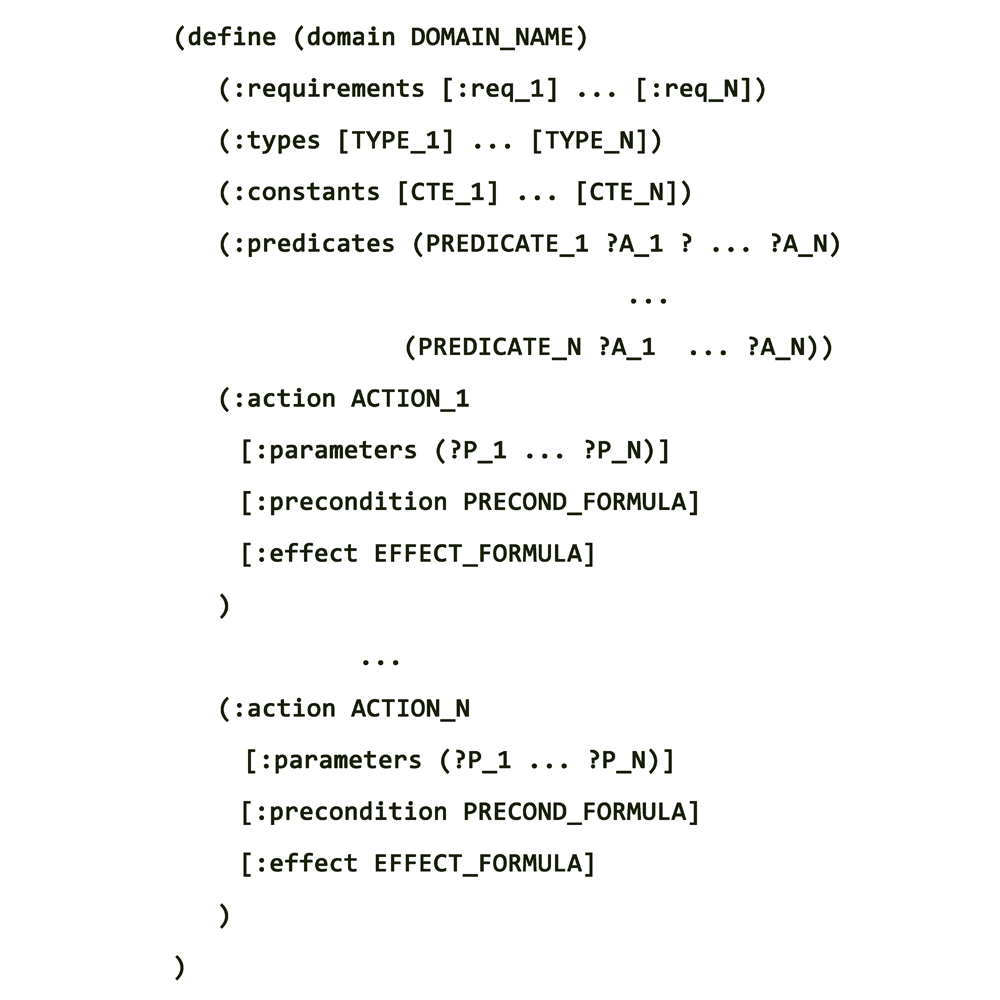 (define (domain DOMAIN_NAME)
(:requirements [:req_1] ... [:req_N])
(:types [TYPE_1] ... [TYPE_N])
(:constants [CTE_1] ... [CTE_N])
(:predicates (PREDICATE_1 ?A_1 ? ... ?A_N)
...
(PREDICATE_N ?A_1 ... ?A_N))
(:action ACTION_1
[:parameters (?P_1 ... ?P_N)]
[:precondition PRECOND_FORMULA]
[:effect EFFECT_FORMULA]
)
...
(:action ACTION_N
[:parameters (?P_1 ... ?P_N)]
[:precondition PRECOND_FORMULA]
[:effect EFFECT_FORMULA]
)
)